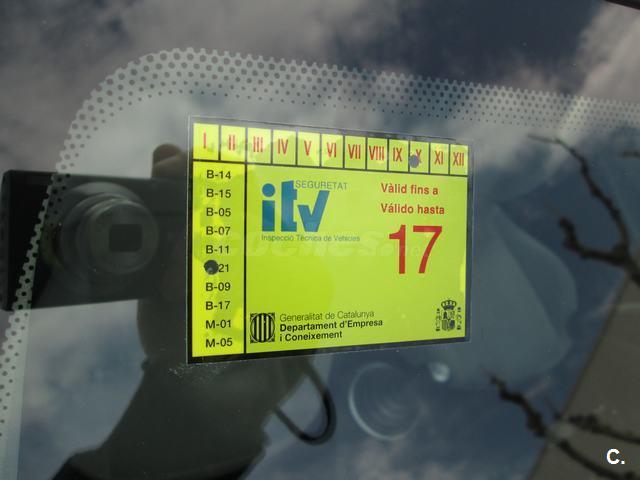 I II III IV V VI VII VIII IX X XI XII
B-14
B-15
B-05
B-07
B-11
21
B-09
B-17
M-01
M-05
SEGURETAT
itv
Inspecció Tècnica de Vehicles
Vàlid fins a
Válido hasta
17
Generalitat de Catalunya
Departament d'Empresa
i Coneixement
C.